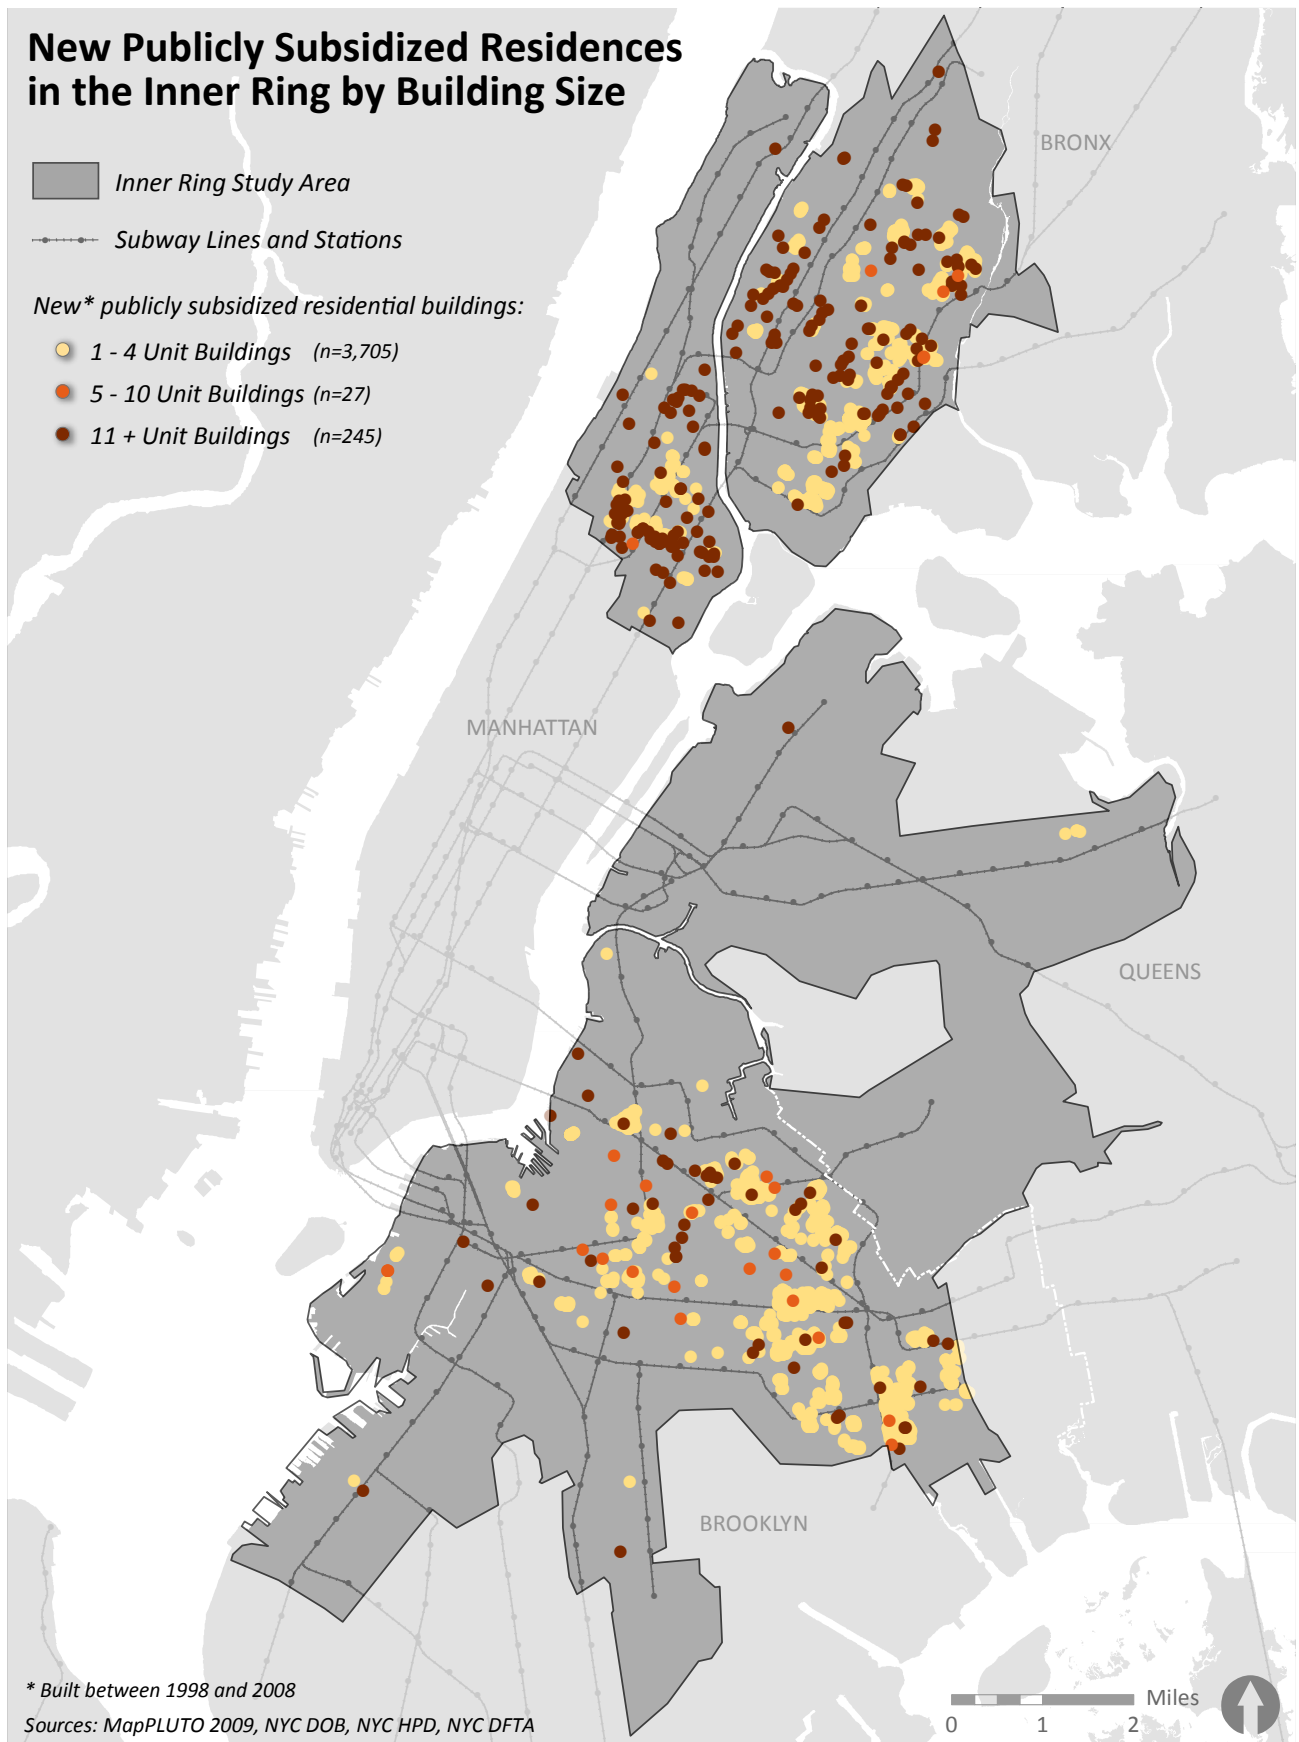 New Publicly Subsidized Residences
in the Inner Ring by Building Size
Inner Ring Study Area
Subway Lines and Stations
New* publicly subsidized residential buildings:
1 - 4 Unit Buildings (n=3,705)
5 - 10 Unit Buildings (n=27)
11 + Unit Buildings (n=245)
BRONX
MANHATTAN
QUEENS
BROOKLYN
* Built between 1998 and 2008
Sources: MapPLUTO 2009, NYC DOB, NYC HPD, NYC DFTA
Miles
0 1 2